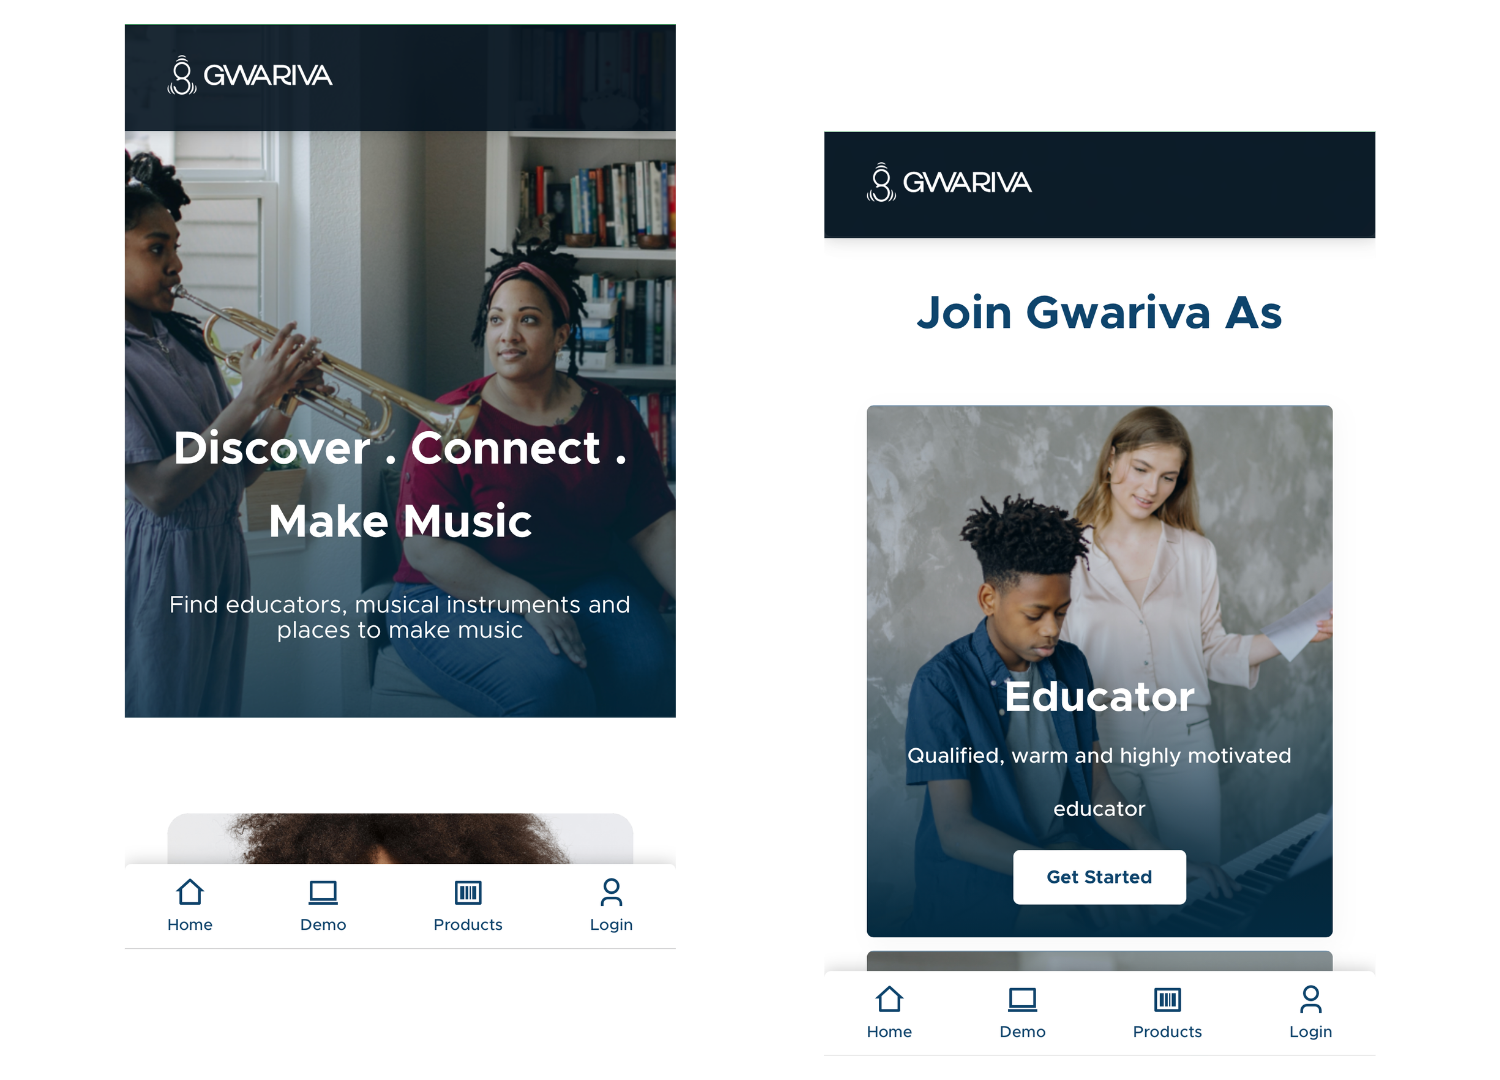 GWARIVA
Discover . Connect .
Make Music
Find educators, musical instruments and
places to make music
Home
Demo
Products
Login
GWARIVA
Join Gwariva As
Educator
Qualified, warm and highly motivated
educator
Get Started
Home
Demo
Products
Login